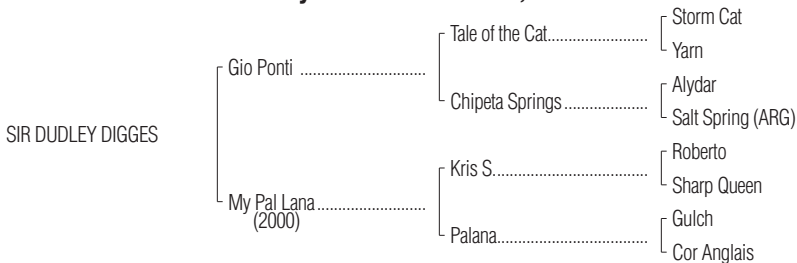 Storm Cat
Tale of the Cat
Yarn
Gio Ponti
Alydar
Chipeta Springs
Salt Spring (ARG)
SIR DUDLEY DIGGES
Roberto
Kris S.
Sharp Queen
My Pal Lana
(2000)
Gulch
Palana
Cor Anglais